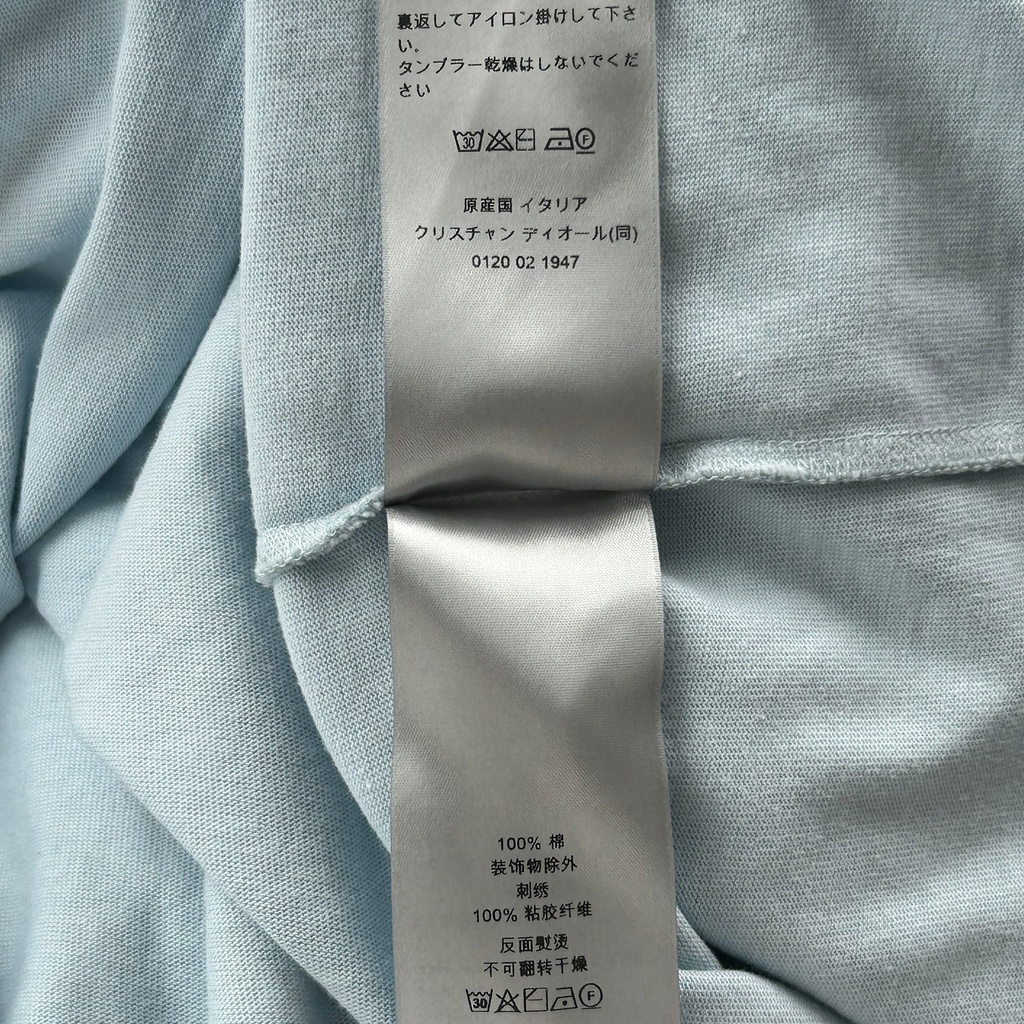 裏返してアイロン掛けして下さ
い。
タンブラー乾燥はしないでくだ
さい
30 F
原産国 イタリア
クリスチャン ディオール(同)
0120 02 1947
100% 棉
装饰物除外
刺绣
100% 粘胶纤维
反面熨烫
不可翻转干燥
30 F